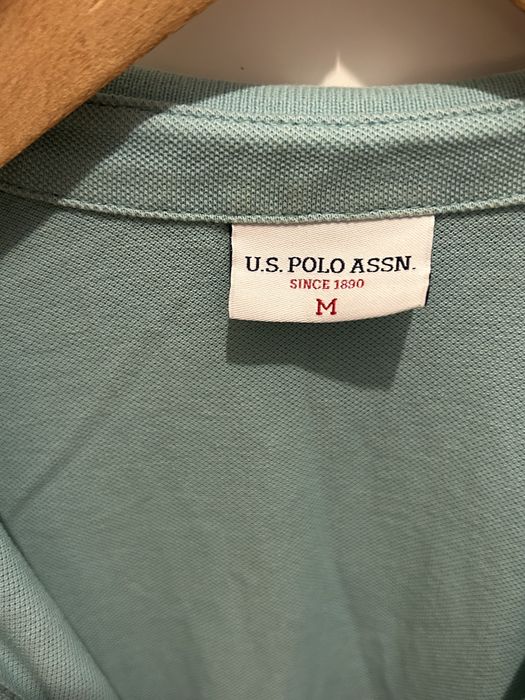 U.S. POLO ASSN.
SINCE 1890
M